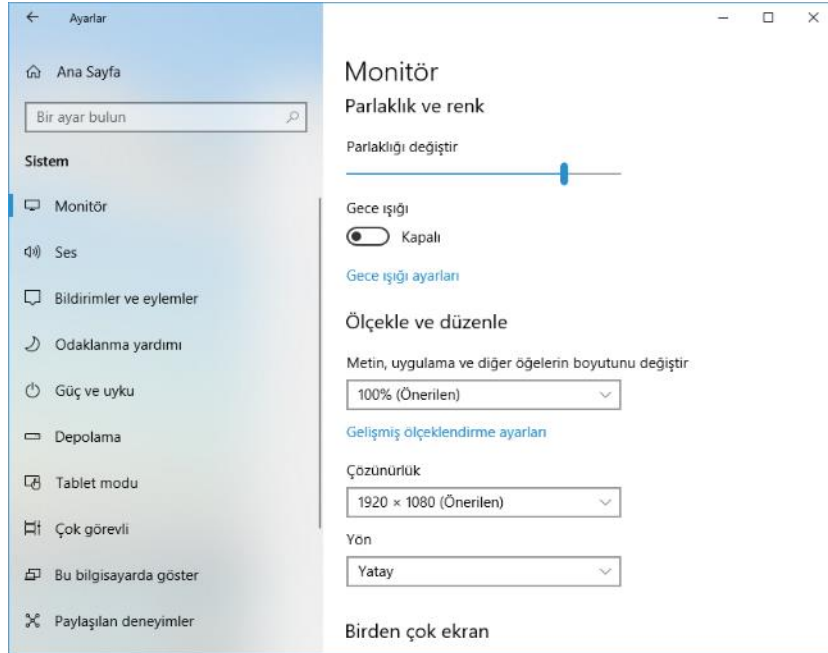 Ayarlar
Ana Sayfa
Bir ayar bulun
Sistem
Monitör
Ses
Bildirimler ve eylemler
Odaklanma yardımı
Güç ve uyku
Depolama
Tablet modu
Çok görevli
Bu bilgisayarda göster
Paylaşılan deneyimler
Monitör
Parlaklık ve renk
Parlaklığı değiştir
Gece ışığı
Kapalı
Gece ışığı ayarları
Ölçekle ve düzenle
Metin, uygulama ve diğer öğelerin boyutunu değiştir
100% (Önerilen)
Gelişmiş ölçeklendirme ayarları
Çözünürlük
1920 × 1080 (Önerilen)
Yön
Yatay
Birden çok ekran